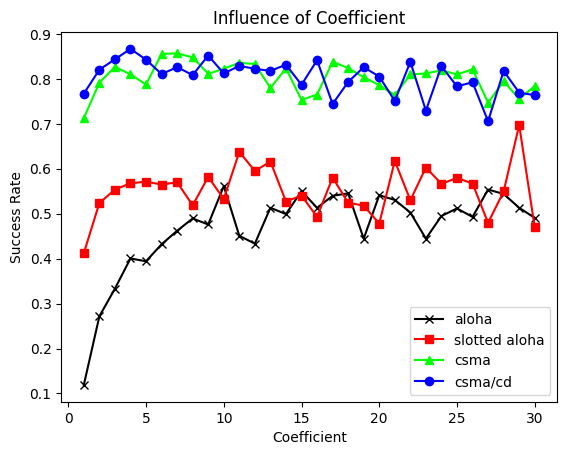 Influence of Coefficient
Success Rate
0.9
0.8
0.7
0.6
0.5
0.4
0.3
0.2
0.1
aloha
slotted aloha
csma
csma/cd
0
5
10
15
20
25
30
Coefficient